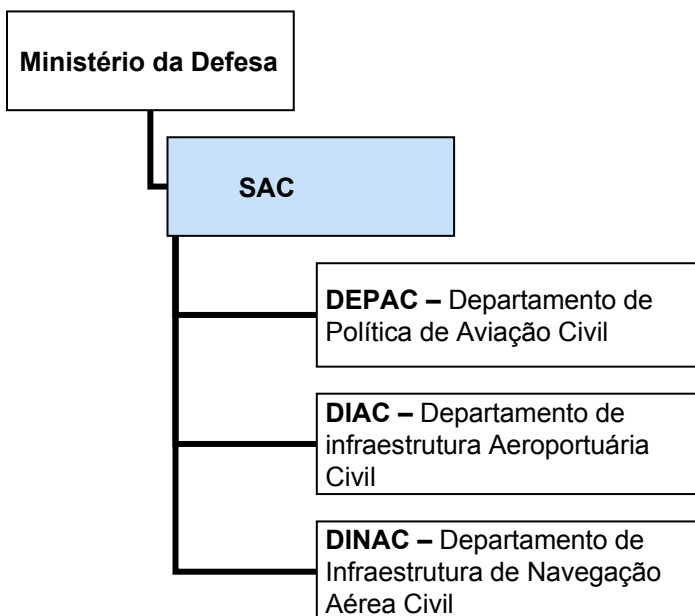 Ministério da Defesa
SAC
DEPAC – Departamento de
Política de Aviação Civil
DIAC – Departamento de
infraestrutura Aeroportuária
Civil
DINAC – Departamento de
Infraestrutura de Navegação
Aérea Civil